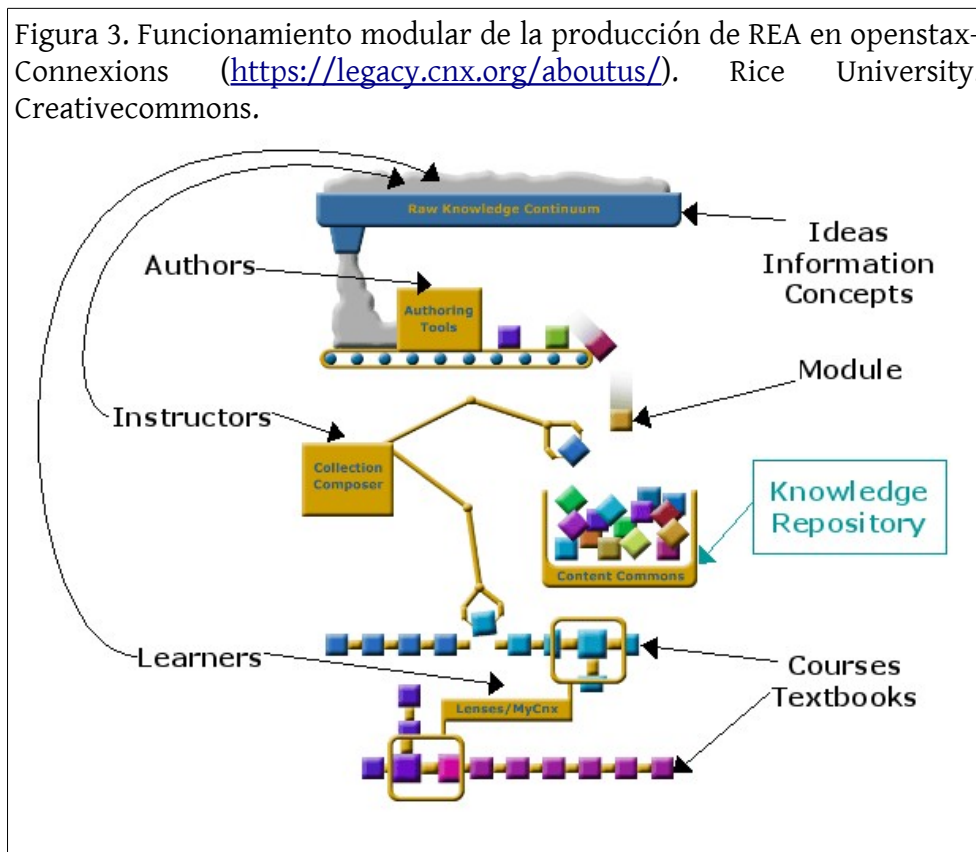 Figura 3. Funcionamiento modular de la producción de REA en openstax-
Connexions (https://legacy.cnx.org/aboutus/). Rice University
Creativecommons.
Raw Knowledge Continuum
Ideas
Information
Concepts
Authors
Authoring
Tools
Module
Instructors
Collection
Composer
Knowledge
Repository
Content Commons
Learners
Courses
Textbooks
Lenses/MyCnx